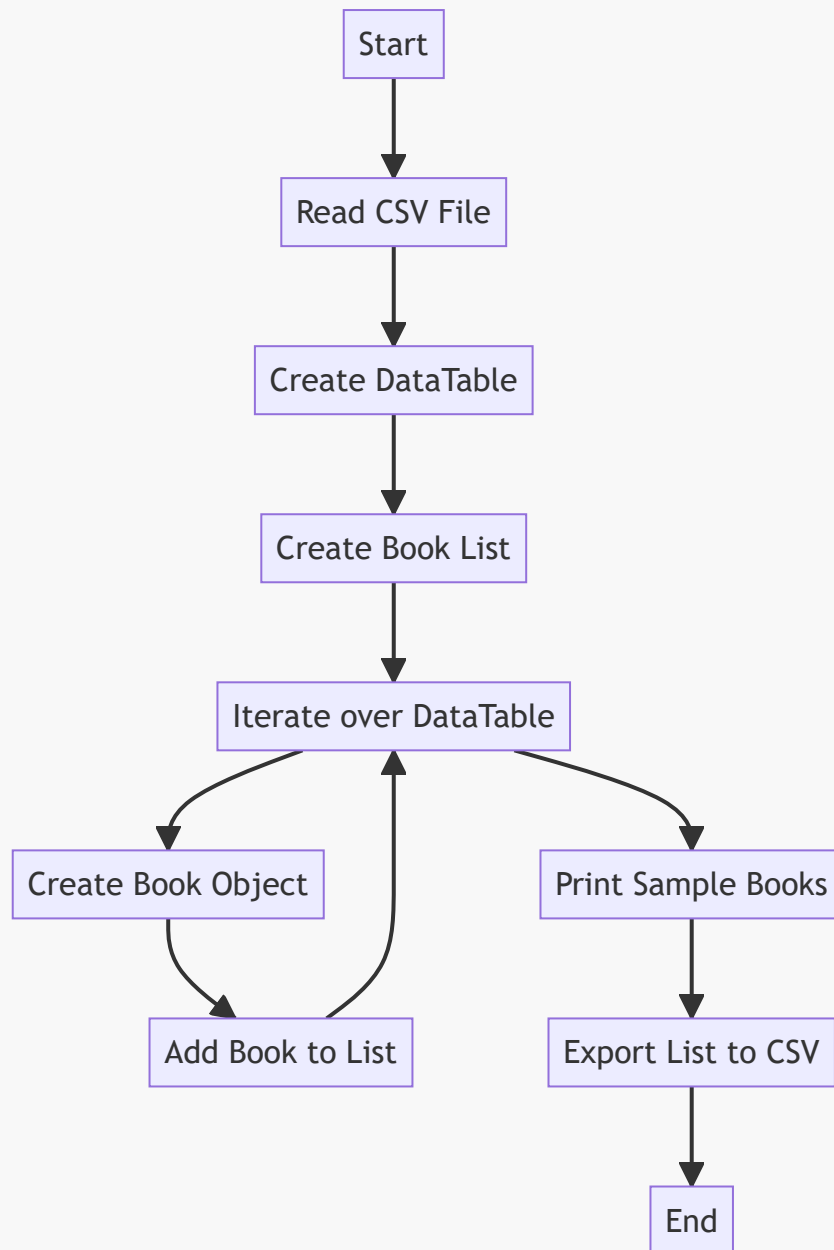 Start
Read CSV File
Create DataTable
Create Book List
Iterate over DataTable
Create Book Object
Print Sample Books
Add Book to List
Export List to CSV
End